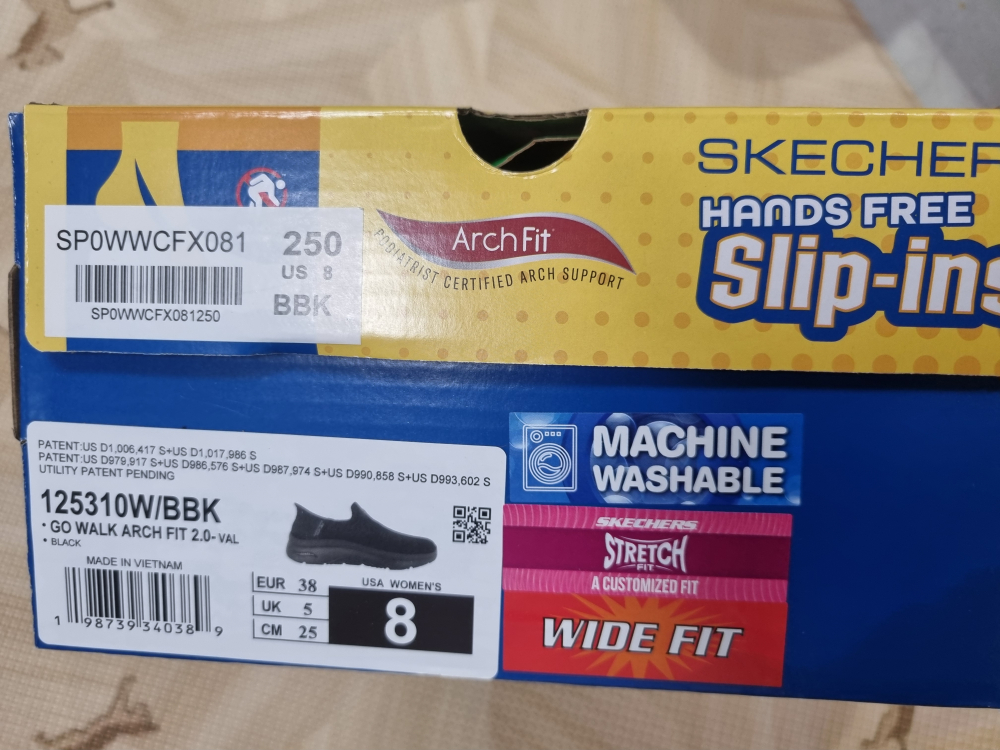 SKECHER
HANDS FREE
Slip-ins
ArchFit
PODIATRIST CERTIFIED ARCH SUPPORT
SP0WWCFX081
250
US 8
BBK
SP0WWCFX081250
PATENT:US D1,006,417 S+US D1,017,986 S
PATENT:US D979,917 S+US D986,576 S+US D987,974 S+US D990,858 S+US D993,602 S
UTILITY PATENT PENDING
125310W/BBK
• GO WALK ARCH FIT 2.0- VAL
• BLACK
MADE IN VIETNAM
1 98739 34038 9
EUR 38
UK 5
CM 25
USA WOMEN'S
8
MACHINE
WASHABLE
SKECHERS
STRETCH
FIT
A CUSTOMIZED FIT
WIDE FIT